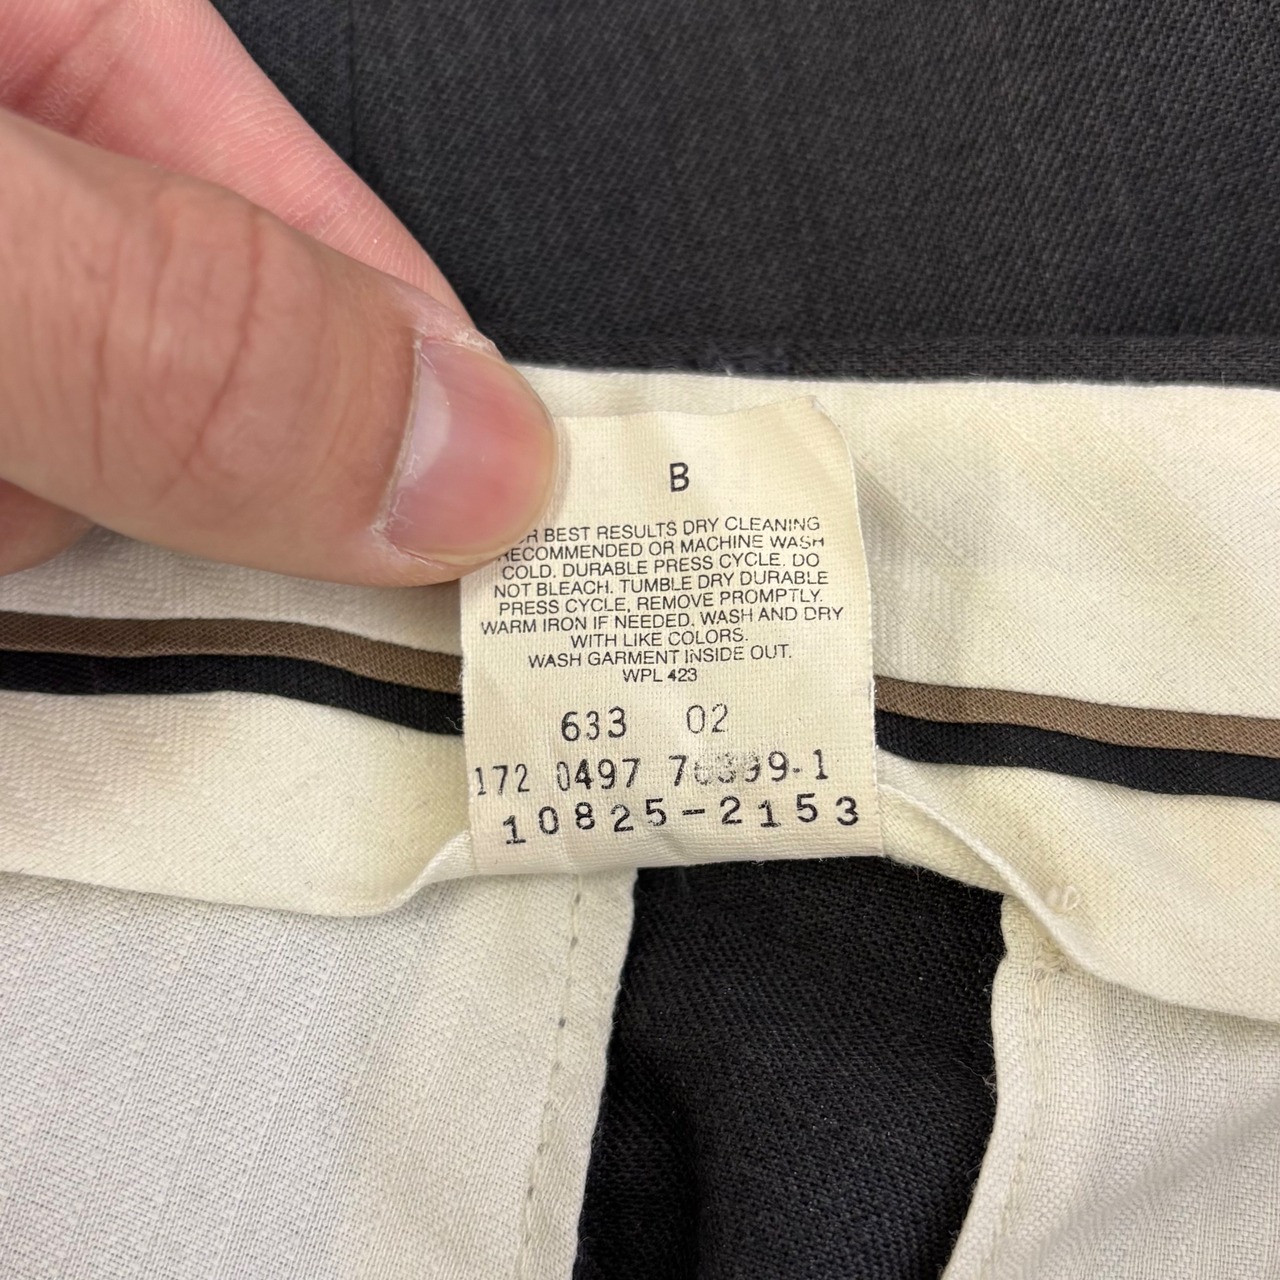 B
BEST RESULTS DRY CLEANING
RECOMMENDED OR MACHINE WASH
COLD. DURABLE PRESS CYCLE. DO
NOT BLEACH. TUMBLE DRY DURABLE
PRESS CYCLE, REMOVE PROMPTLY.
WARM IRON IF NEEDED. WASH AND DRY
WITH LIKE COLORS.
WASH GARMENT INSIDE OUT.
WPL 423
633 02
172 0497
10825-2153